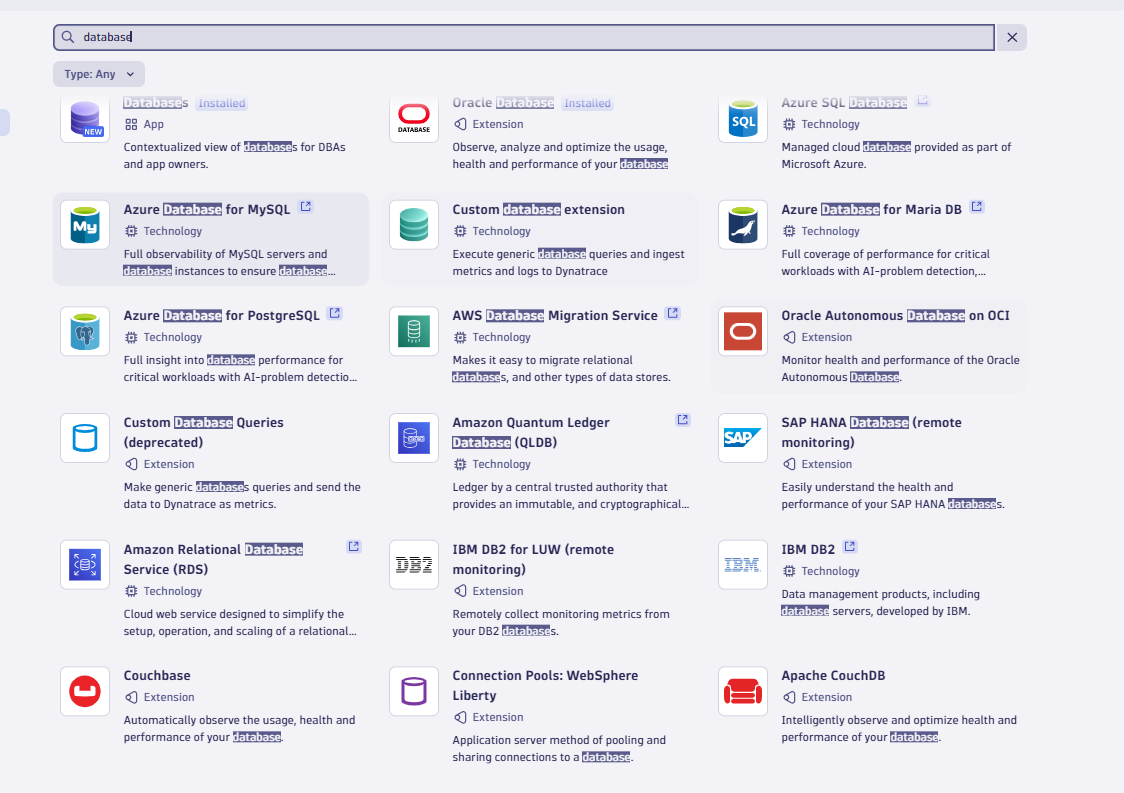 database
Type: Any
Databases Installed
App
Contextualized view of databases for DBAs
and app owners.
NEW
Oracle Database Installed
Extension
Observe, analyze and optimize the usage,
health and performance of your database
DATABASE
Azure SQL Database
Technology
Managed cloud database provided as part of
Microsoft Azure.
SQL
Azure Database for MySQL
Technology
Full observability of MySQL servers and
database instances to ensure database...
My
Custom database extension
Technology
Execute generic database queries and ingest
metrics and logs to Dynatrace
Azure Database for Maria DB
Technology
Full coverage of performance for critical
workloads with AI-problem detection,...
Azure Database for PostgreSQL
Technology
Full insight into database performance for
critical workloads with AI-problem detectio...
AWS Database Migration Service
Technology
Makes it easy to migrate relational
databases, and other types of data stores.
Oracle Autonomous Database on OCI
Extension
Monitor health and performance of the Oracle
Autonomous Database.
Custom Database Queries
(deprecated)
Extension
Make generic databases queries and send the
data to Dynatrace as metrics.
Amazon Quantum Ledger
Database (QLDB)
Technology
Ledger by a central trusted authority that
provides an immutable, and cryptographical...
SAP HANA Database (remote
monitoring)
Extension
Easily understand the health and
performance of your SAP HANA databases.
SAP
Amazon Relational Database
Service (RDS)
Technology
Cloud web service designed to simplify the
setup, operation, and scaling of a relational...
DB2
IBM DB2 for LUW (remote
monitoring)
Extension
Remotely collect monitoring metrics from
your DB2 databases.
IBM
IBM DB2
Technology
Data management products, including
database servers, developed by IBM.
Couchbase
Extension
Automatically observe the usage, health and
performance of your database.
Connection Pools: WebSphere
Liberty
Extension
Application server method of pooling and
sharing connections to a database.
Apache CouchDB
Extension
Intelligently observe and optimize health and
performance of your database.